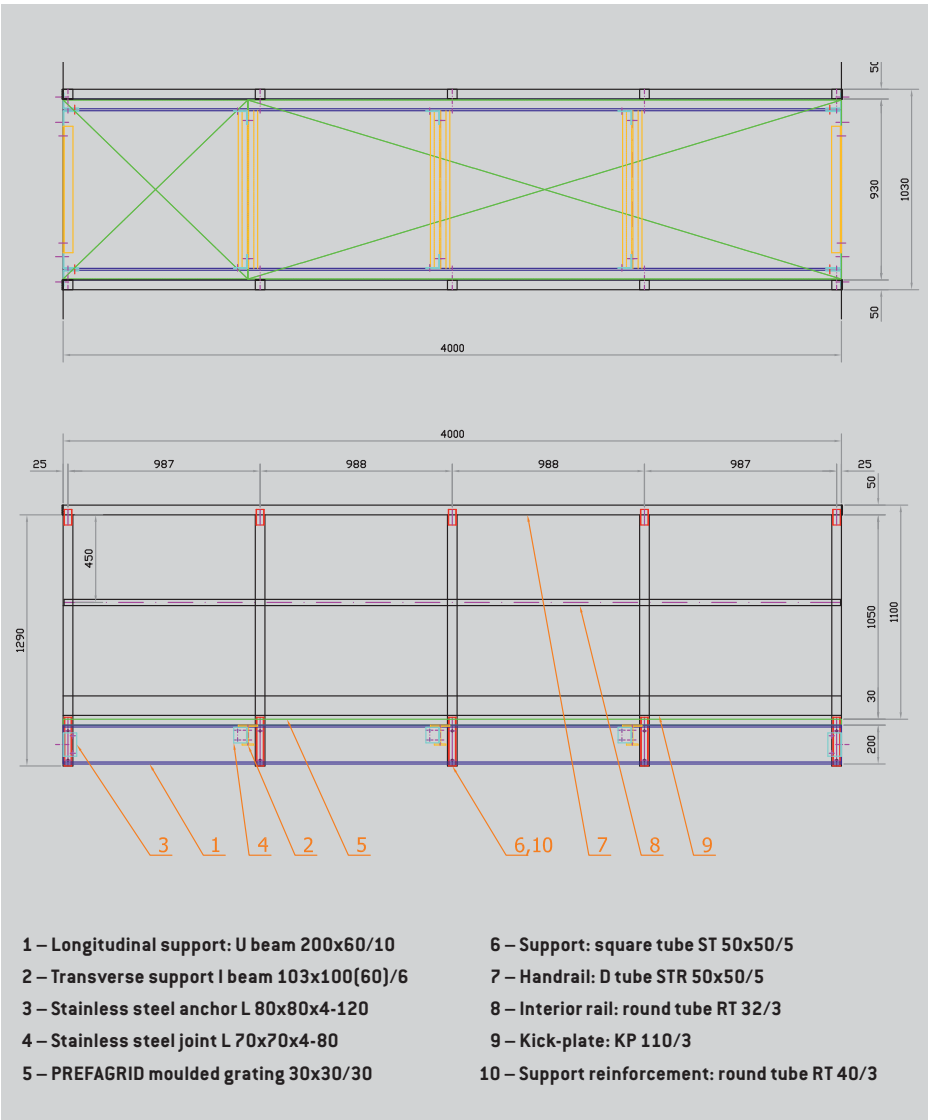 50
930
1030
50
4000
4000
25
987
988
988
987
25
50
450
1290
1050
1100
30
200
3
1
4
2
5
6,10
7
8
9
1 – Longitudinal support: U beam 200x60/10
2 – Transverse support I beam 103x100(60)/6
3 – Stainless steel anchor L 80x80x4-120
4 – Stainless steel joint L 70x70x4-80
5 – PREFAGRID moulded grating 30x30/30
6 – Support: square tube ST 50x50/5
7 – Handrail: D tube STR 50x50/5
8 – Interior rail: round tube RT 32/3
9 – Kick-plate: KP 110/3
10 – Support reinforcement: round tube RT 40/3